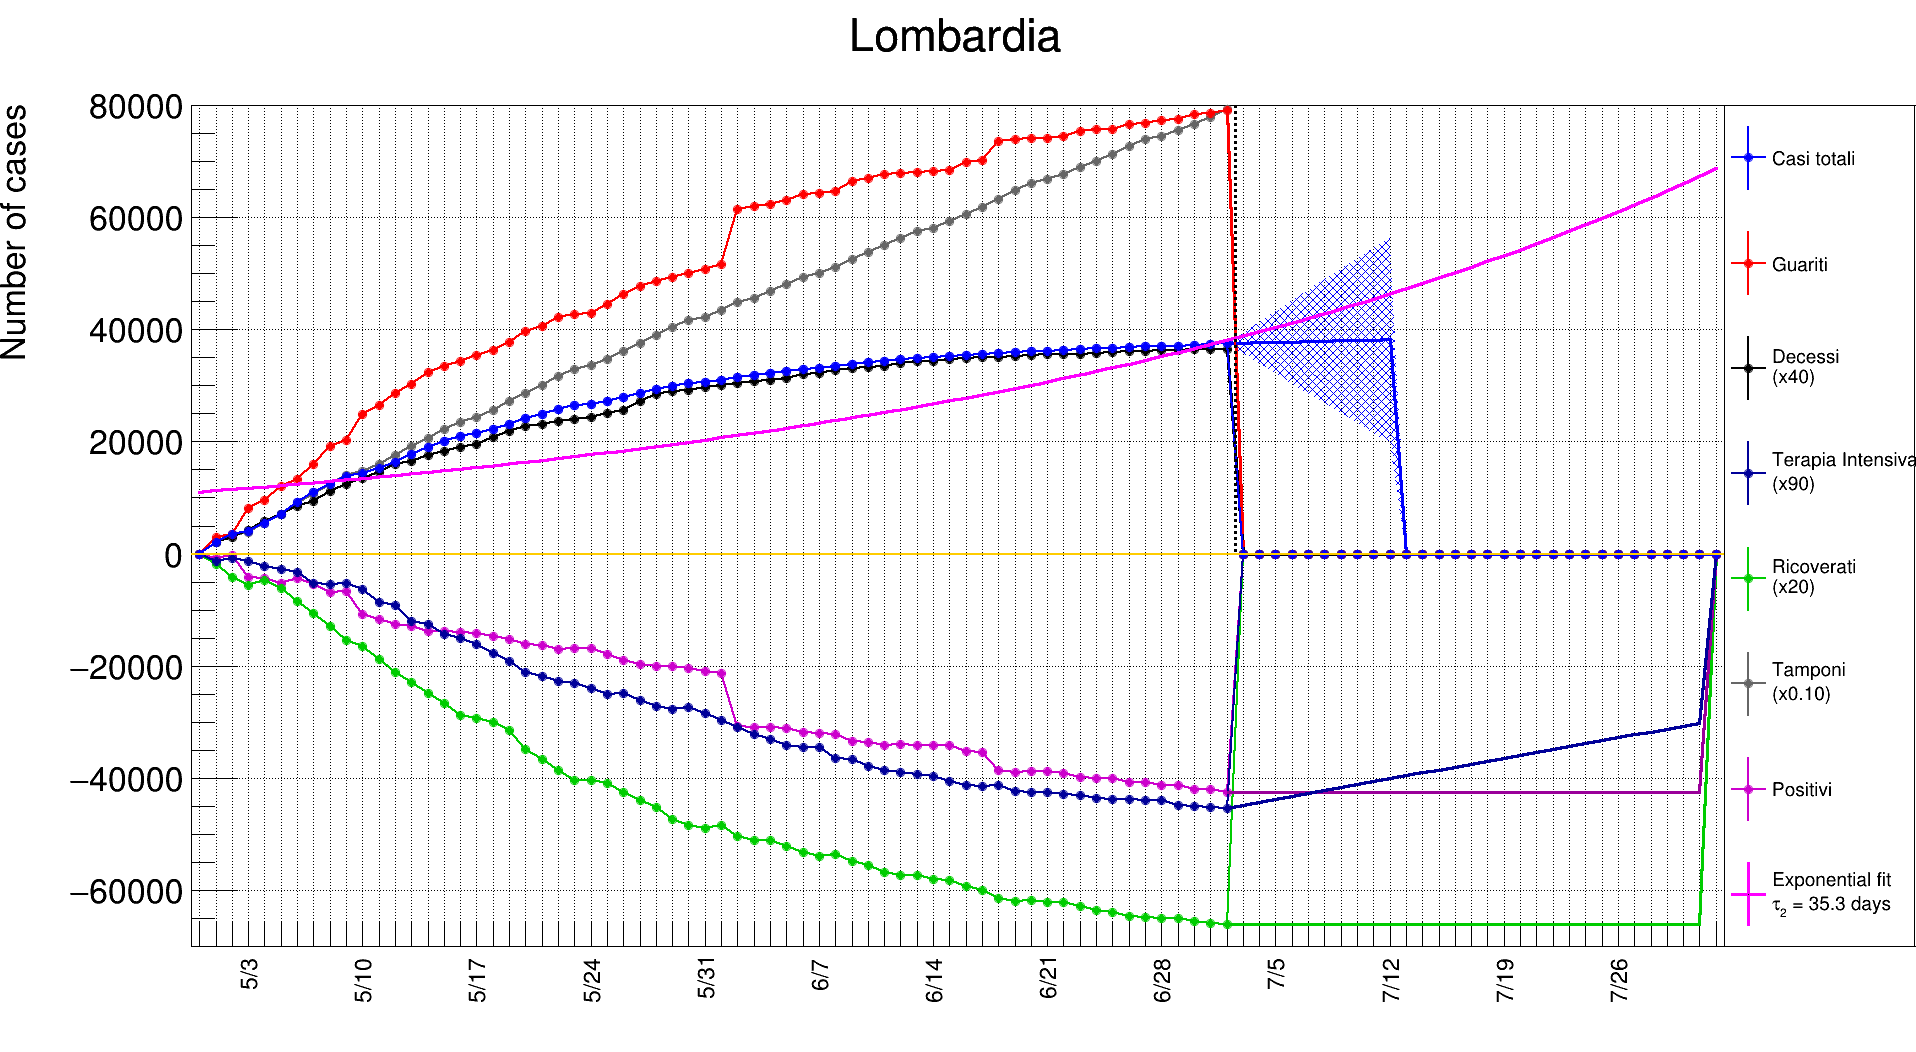 Lombardia
Number of cases
80000
60000
40000
20000
0
−20000
−40000
−60000
5/3
5/10
5/17
5/24
5/31
6/7
6/14
6/21
6/28
7/5
7/12
7/19
7/26
Casi totali
Guariti
Decessi
(x40)
Terapia Intensiva
(x90)
Ricoverati
(x20)
Tamponi
(x0.10)
Positivi
Exponential fit
τ2 = 35.3 days